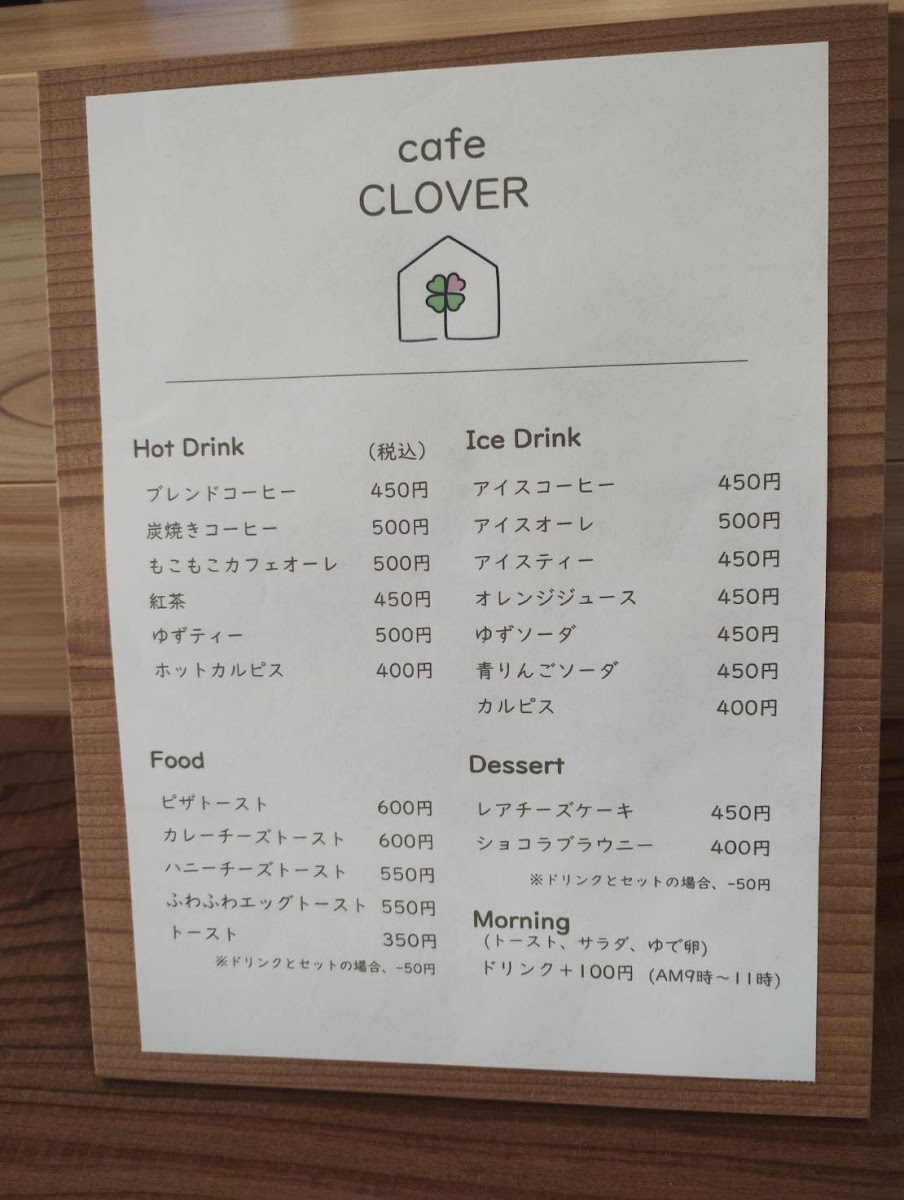 cafe
CLOVER
Hot Drink (税込)
ブレンドコーヒー 450円
炭焼きコーヒー 500円
もこもこカフェオーレ 500円
紅茶 450円
ゆずティー 500円
ホットカルピス 400円
Ice Drink
アイスコーヒー 450円
アイスオーレ 500円
アイスティー 450円
オレンジジュース 450円
ゆずソーダ 450円
青りんごソーダ 450円
カルピス 400円
Food
ピザトースト 600円
カレーチーズトースト 600円
ハニーチーズトースト 550円
ふわふわエッグトースト 550円
トースト 350円
※ドリンクとセットの場合、-50円
Dessert
レアチーズケーキ 450円
ショコラブラウニー 400円
※ドリンクとセットの場合、-50円
Morning
(トースト、サラダ、ゆで卵)
ドリンク+100円 (AM9時~11時)